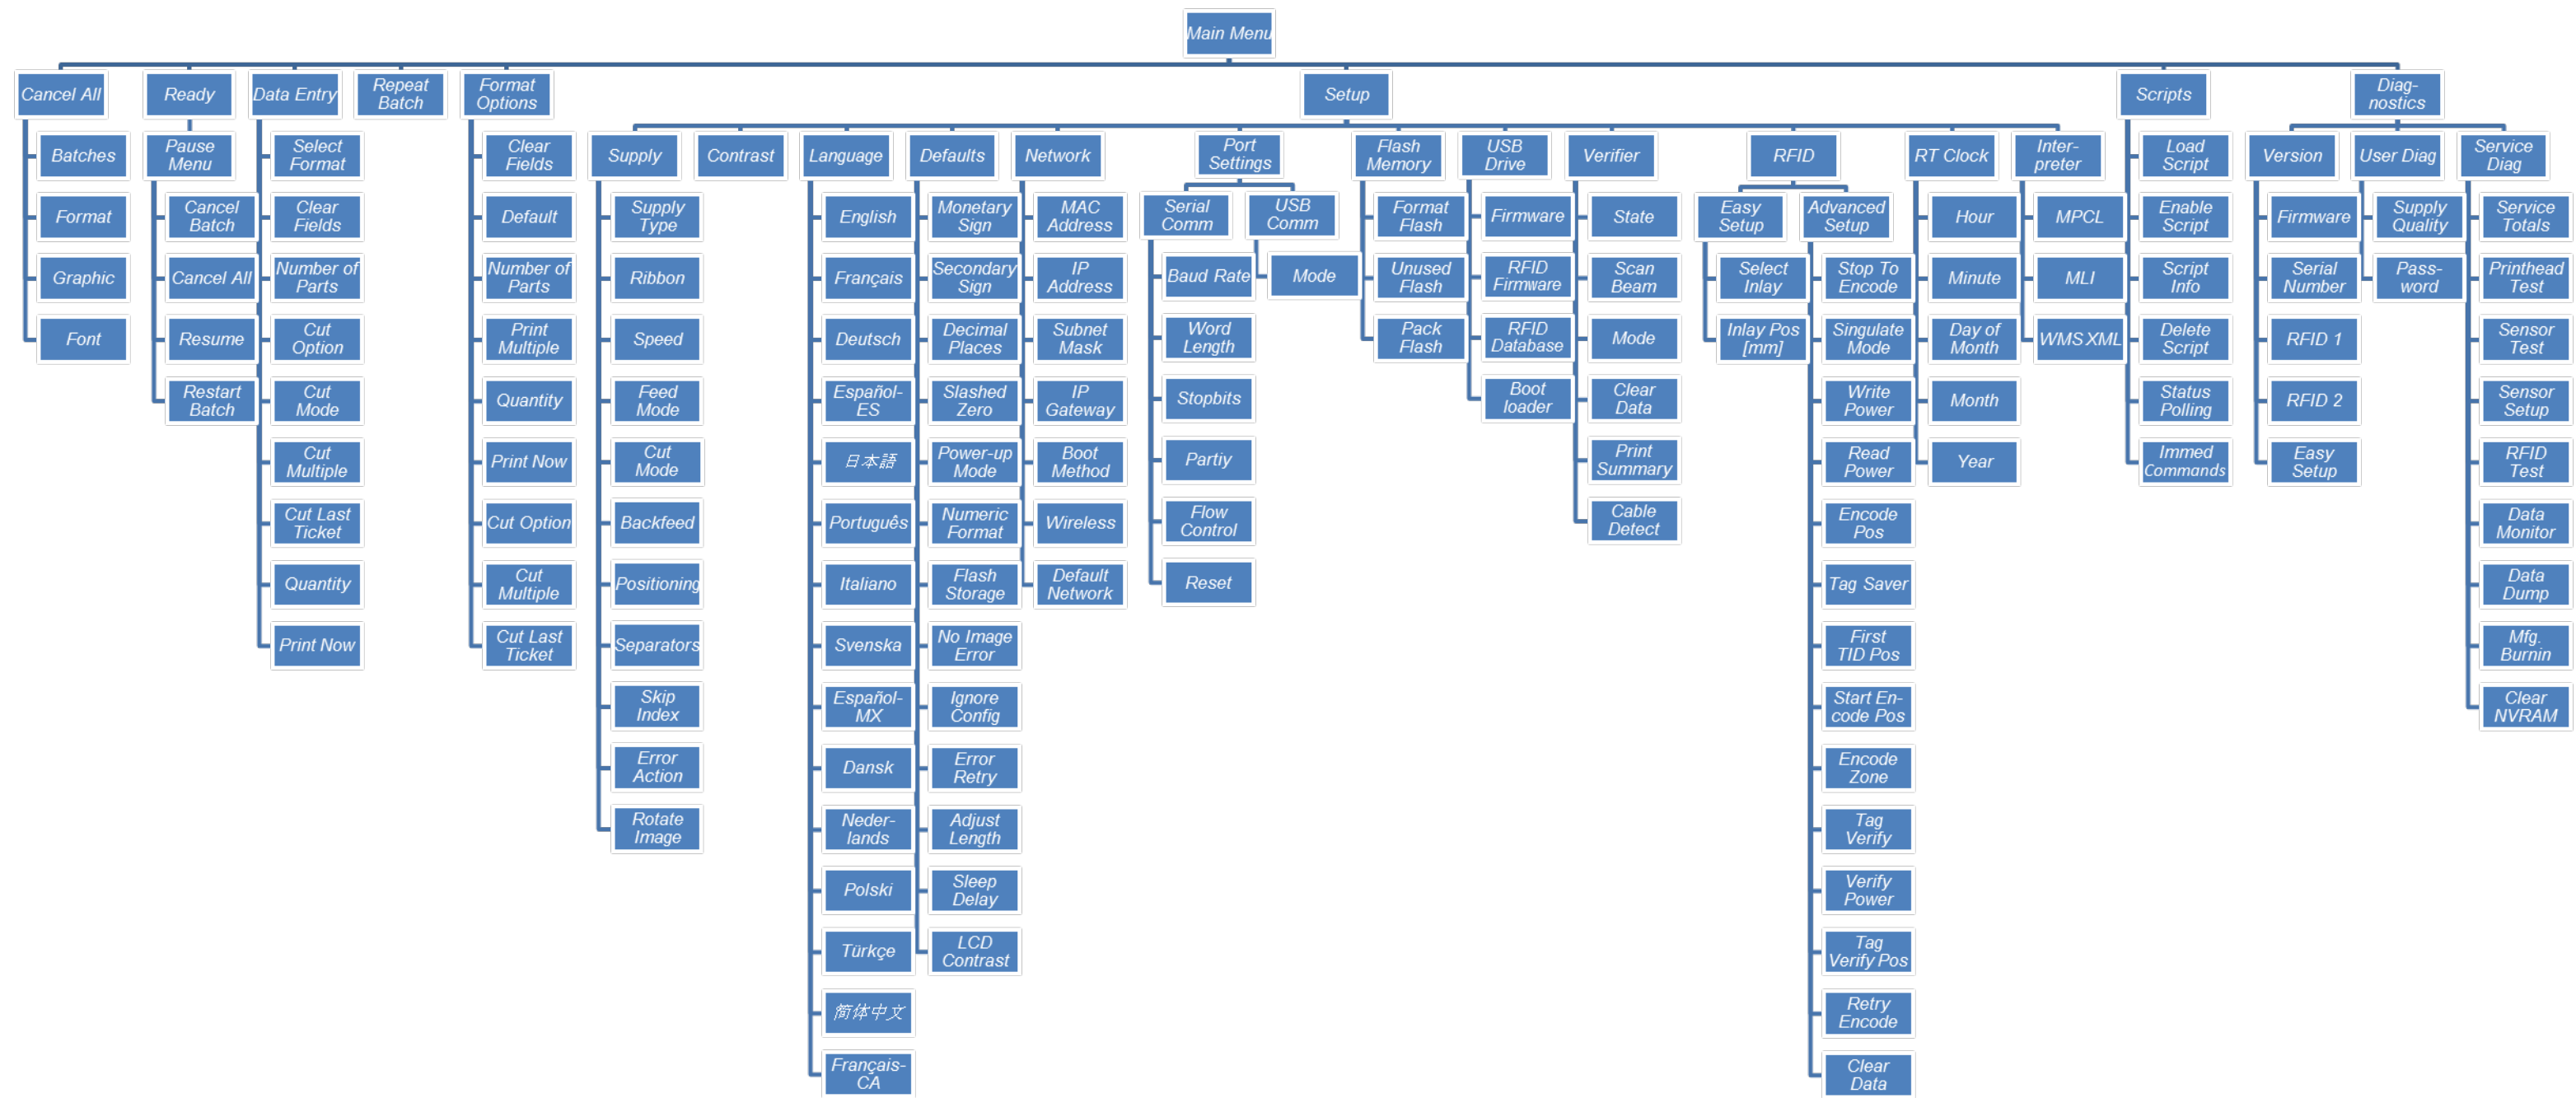 Main Menu
Cancel All
Batches
Format
Graphic
Font
Ready
Pause
Menu
Cancel
Batch
Cancel All
Resume
Restart
Batch
Data Entry
Select
Format
Clear
Fields
Number of
Parts
Cut
Option
Cut
Mode
Cut
Multiple
Cut Last
Ticket
Quantity
Print Now
Repeat
Batch
Format
Options
Clear
Fields
Default
Number of
Parts
Print
Multiple
Quantity
Print Now
Cut Option
Cut
Multiple
Cut Last
Ticket
Setup
Supply
Supply
Type
Ribbon
Speed
Feed
Mode
Cut
Mode
Backfeed
Positioning
Separators
Skip
Index
Error
Action
Rotate
Image
Contrast
Language
English
Français
Deutsch
Español-
ES
日本語
Português
Italiano
Svenska
Español-
MX
Dansk
Neder-
lands
Polski
Türkçe
简体中文
Français-
CA
Defaults
Monetary
Sign
Secondary
Sign
Decimal
Places
Slashed
Zero
Power-up
Mode
Numeric
Format
Flash
Storage
No Image
Error
Ignore
Config
Error
Retry
Adjust
Length
Sleep
Delay
LCD
Contrast
Network
MAC
Address
IP
Address
Subnet
Mask
IP
Gateway
Boot
Method
Wireless
Default
Network
Port
Settings
Serial
Comm
Baud Rate
Word
Length
Stopbits
Partiy
Flow
Control
Reset
USB
Comm
Mode
Flash
Memory
Format
Flash
Unused
Flash
Pack
Flash
USB
Drive
Firmware
RFID
Firmware
RFID
Database
Boot
loader
Verifier
State
Scan
Beam
Mode
Clear
Data
Print
Summary
Cable
Detect
RFID
Easy
Setup
Select
Inlay
Inlay Pos
[mm]
Advanced
Setup
Stop To
Encode
Singulate
Mode
Write
Power
Read
Power
Encode
Pos
Tag Saver
First
TID Pos
Start En-
code Pos
Encode
Zone
Tag
Verify
Verify
Power
Tag
Verify Pos
Retry
Encode
Clear
Data
RT Clock
Hour
Minute
Day of
Month
Month
Year
Inter-
preter
MPCL
MLI
WMS XML
Scripts
Load
Script
Enable
Script
Script
Info
Delete
Script
Status
Polling
Immed
Commands
Diag-
nostics
Version
Firmware
Serial
Number
RFID 1
RFID 2
Easy
Setup
User Diag
Supply
Quality
Pass-
word
Service
Diag
Service
Totals
Printhead
Test
Sensor
Test
Sensor
Setup
RFID
Test
Data
Monitor
Data
Dump
Mfg.
Burnin
Clear
NVRAM